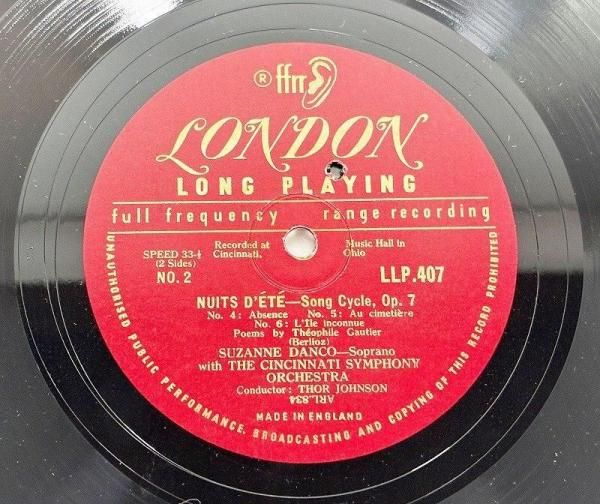 ® ffrr
LONDON
LONG PLAYING
full frequency range recording
SPEED 33-⅓
(2 Sides)
NO. 2
Recorded at
Cincinnati,
Music Hall in
Ohio
LLP.407
NUITS D'ÉTÉ—Song Cycle, Op. 7
No. 4: Absence No. 5: Au cimetière
No. 6: L'Ile inconnue
Poems by Théophile Gautier
(Berlioz)
SUZANNE DANCO—Soprano
with THE CINCINNATI SYMPHONY
ORCHESTRA
Conductor: THOR JOHNSON
ARL.834
MADE IN ENGLAND
UNAUTHORISED PUBLIC PERFORMANCE, BROADCASTING AND COPYING OF THIS RECORD PROHIBITED